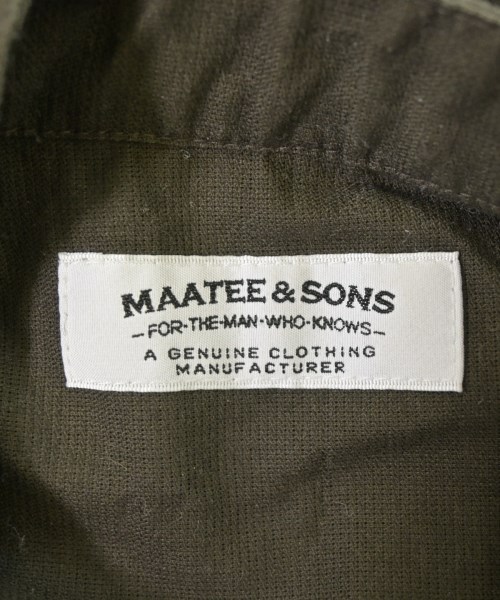 MAATEE & SONS
-FOR-THE-MAN-WHO-KNOWS-
A GENUINE CLOTHING
MANUFACTURER